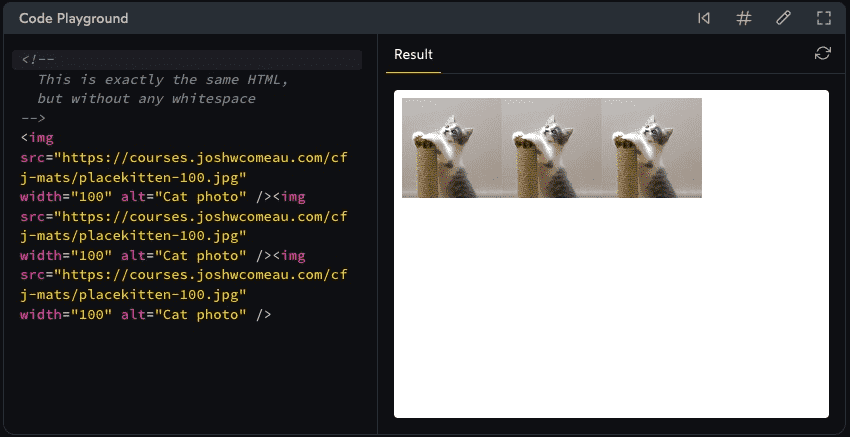 Code Playground
<!--
This is exactly the same HTML,
but without any whitespace
-->
<img
src="https://courses.joshwcomeau.com/cf
j-mats/placekitten-100.jpg"
width="100" alt="Cat photo" /><img
src="https://courses.joshwcomeau.com/cf
j-mats/placekitten-100.jpg"
width="100" alt="Cat photo" /><img
src="https://courses.joshwcomeau.com/cf
j-mats/placekitten-100.jpg"
width="100" alt="Cat photo" />
Result